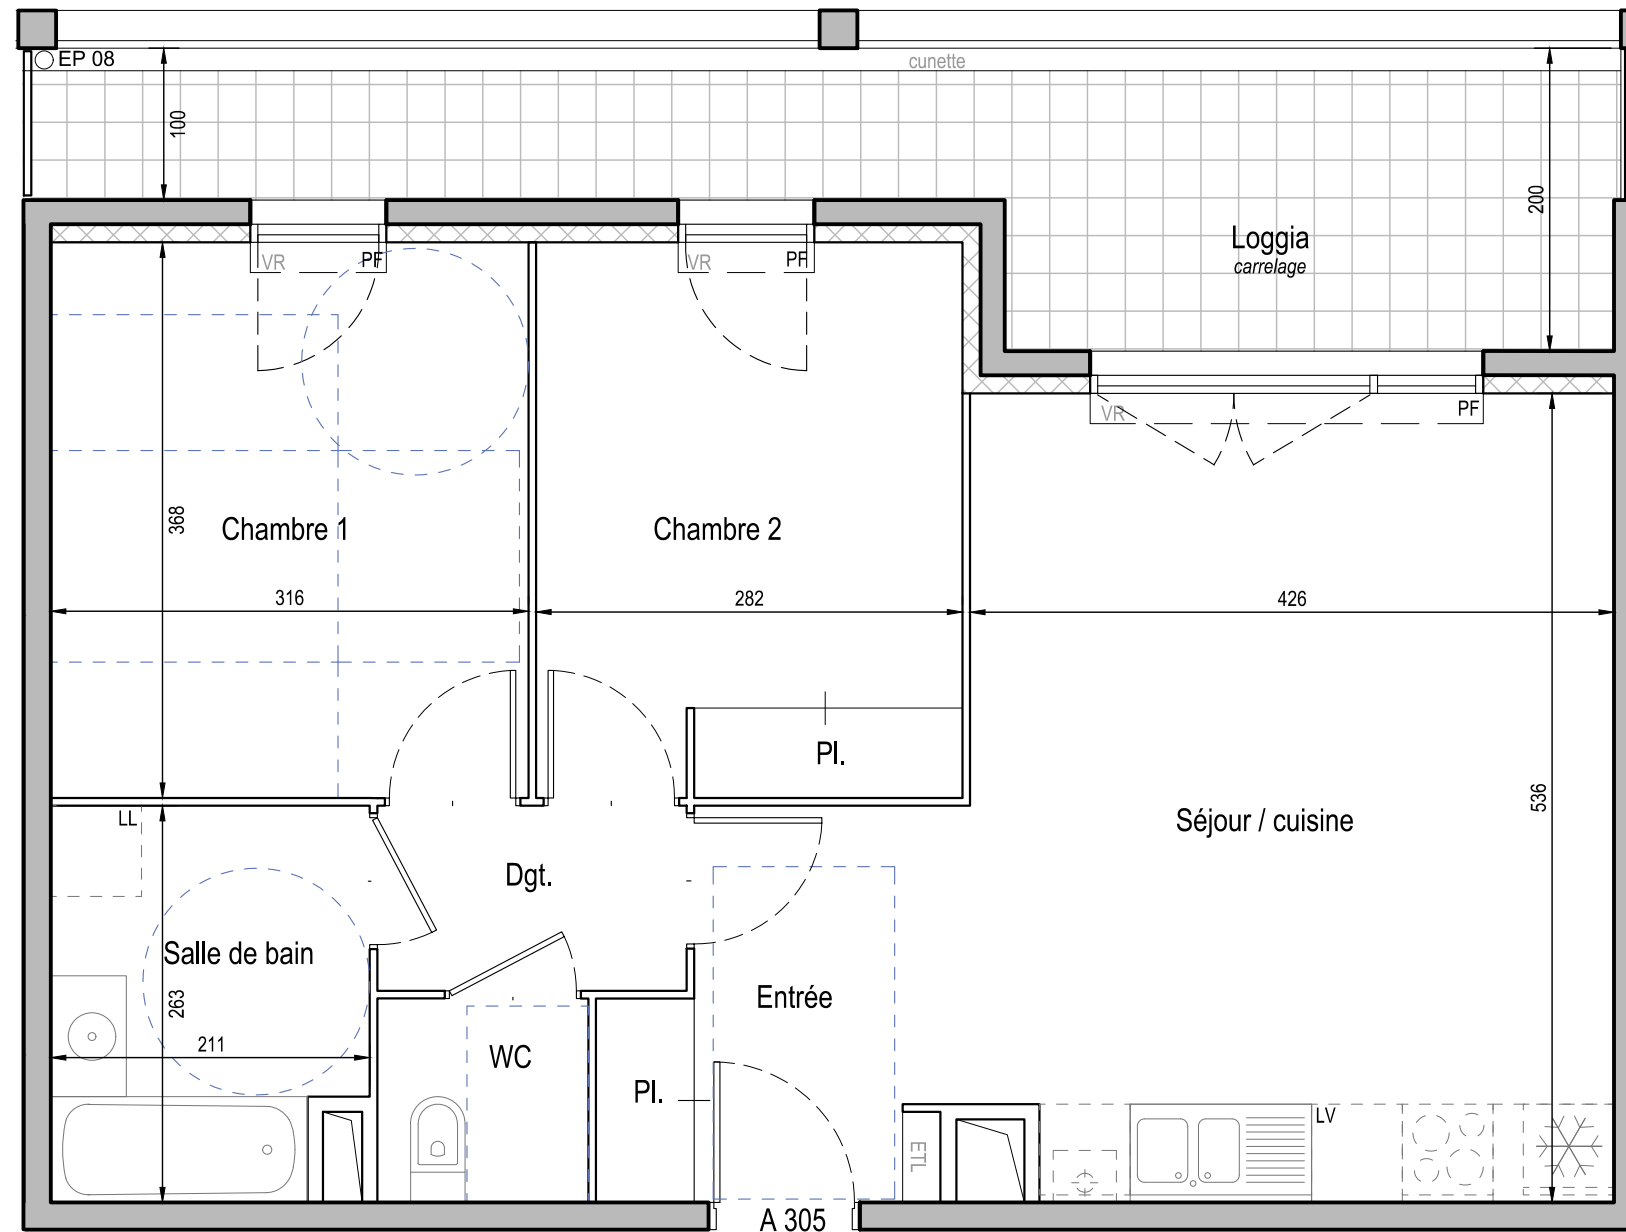 EP 08
cunette
100
200
Loggia
carrelage
VR
PF
VR
PF
VR
PF
368
Chambre 1
Chambre 2
316
282
426
Pl.
536
LL
Séjour / cuisine
Dgt.
Salle de bain
263
Entrée
211
WC
Pl.
LV
ETL
A 305